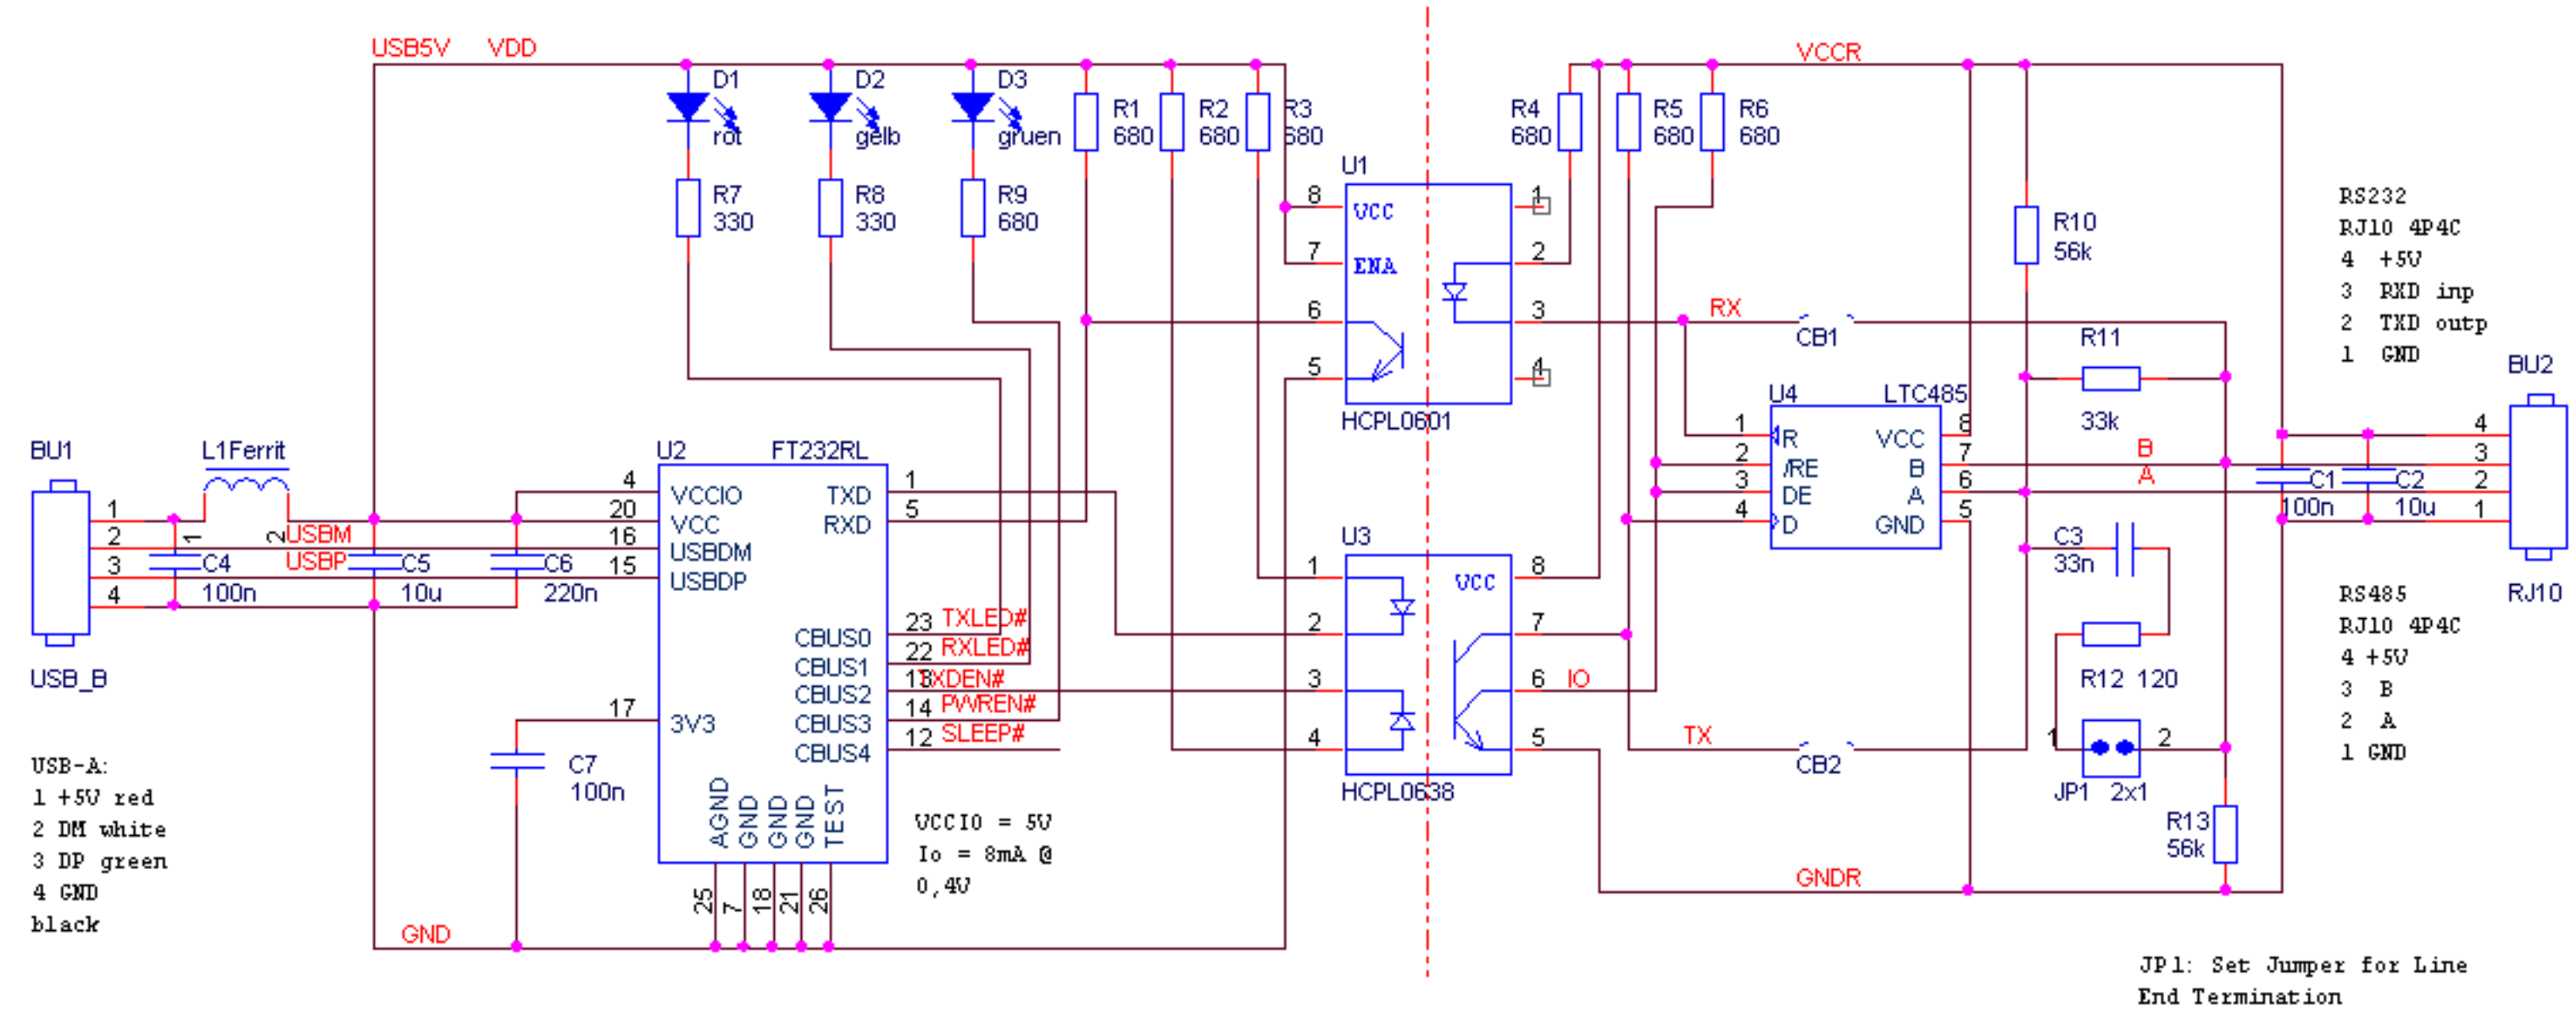 USB5V VDD
VCCR
D1
rot
D2
gelb
D3
gruen
R1
680
R2
680
R3
680
R4
680
R5
680
R6
680
R7
330
R8
330
R9
680
U1
8 VCC
7 ENA
6
5
1
2
3
4
HCPL0601
RX
CB1
R10
56k
R11
33k
RS232
RJ10 4P4C
4 +5V
3 RXD inp
2 TXD outp
1 GND
BU2
4
3
2
1
RJ10
U4 LTC485
1 R
2 /RE
3 DE
4 D
VCC 8
B 7
A 6
GND 5
B
A
C1
100n
C2
10u
C3
33n
R12 120
1 2
JP1 2x1
R13
56k
RS485
RJ10 4P4C
4 +5V
3 B
2 A
1 GND
BU1
1
2
3
4
USB_B
L1Ferrit
1 2
USBM
USBP
C4
100n
C5
10u
C6
220n
U2 FT232RL
4 VCCIO
20 VCC
16 USBDM
15 USBDP
17 3V3
TXD 1
RXD 5
CBUS0 23 TXLED#
CBUS1 22 RXLED#
CBUS2 13 TXDEN#
CBUS3 14 PWREN#
CBUS4 12 SLEEP#
AGND GND GND GND TEST
25 7 18 21 26
C7
100n
U3
1
2
3
4
VCC 8
7
6 IO
5
HCPL0638
TX
CB2
GNDR
USB-A:
1 +5V red
2 DM white
3 DP green
4 GND
black
GND
VCCIO = 5V
Io = 8mA @
0,4V
JP1: Set Jumper for Line
End Termination